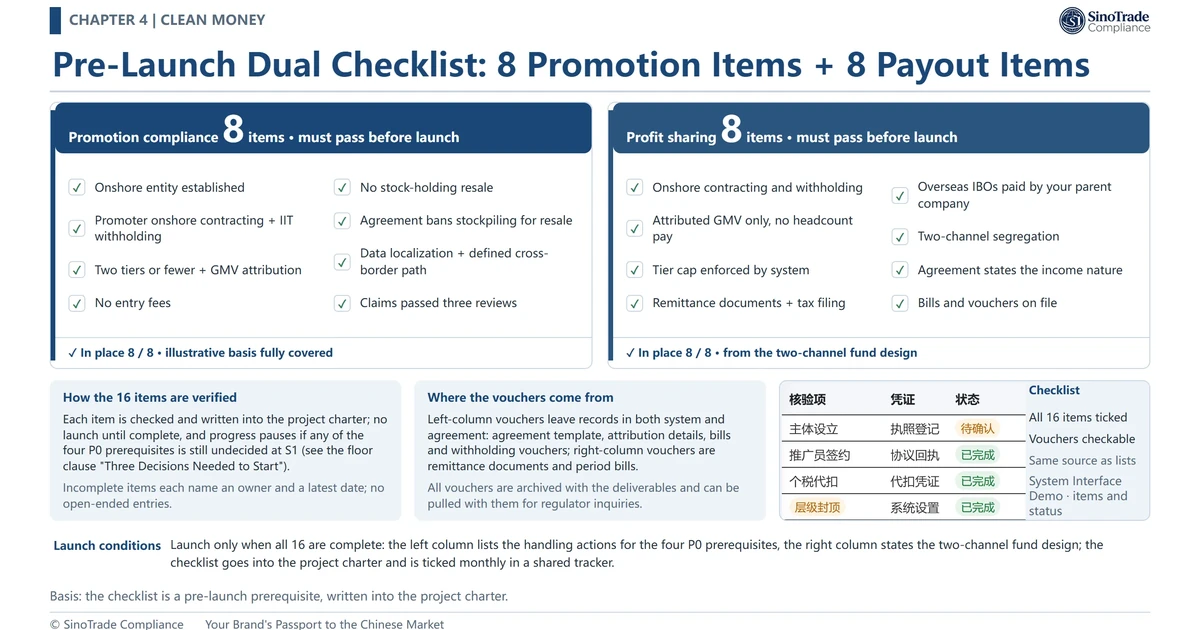 CHAPTER 4 | CLEAN MONEY
SinoTrade
Compliance
Pre-Launch Dual Checklist: 8 Promotion Items + 8 Payout Items
Promotion compliance 8 items • must pass before launch
✓ Onshore entity established
✓ Promoter onshore contracting + IIT
withholding
✓ Two tiers or fewer + GMV attribution
✓ No entry fees
✓ No stock-holding resale
✓ Agreement bans stockpiling for resale
✓ Data localization + defined cross-
border path
✓ Claims passed three reviews
✓ In place 8 / 8 • illustrative basis fully covered
Profit sharing 8 items • must pass before launch
✓ Onshore contracting and withholding
✓ Attributed GMV only, no headcount
pay
✓ Tier cap enforced by system
✓ Remittance documents + tax filing
✓ Overseas IBOs paid by your parent
company
✓ Two-channel segregation
✓ Agreement states the income nature
✓ Bills and vouchers on file
✓ In place 8 / 8 • from the two-channel fund design
How the 16 items are verified
Each item is checked and written into the project charter; no
launch until complete, and progress pauses if any of the
four P0 prerequisites is still undecided at S1 (see the floor
clause "Three Decisions Needed to Start").
Incomplete items each name an owner and a latest date; no
open-ended entries.
Where the vouchers come from
Left-column vouchers leave records in both system and
agreement: agreement template, attribution details, bills
and withholding vouchers; right-column vouchers are
remittance documents and period bills.
All vouchers are archived with the deliverables and can be
pulled with them for regulator inquiries.
核验项 凭证 状态
主体设立 执照登记 待确认
推广员签约 协议回执 已完成
个税代扣 代扣凭证 已完成
层级封顶 系统设置 已完成
Checklist
All 16 items ticked
Vouchers checkable
Same source as lists
System Interface
Demo · items and
status
Launch conditions Launch only when all 16 are complete: the left column lists the handling actions for the four P0 prerequisites, the right column states the two-channel fund design; the
checklist goes into the project charter and is ticked monthly in a shared tracker.
Basis: the checklist is a pre-launch prerequisite, written into the project charter.
© SinoTrade Compliance Your Brand's Passport to the Chinese Market